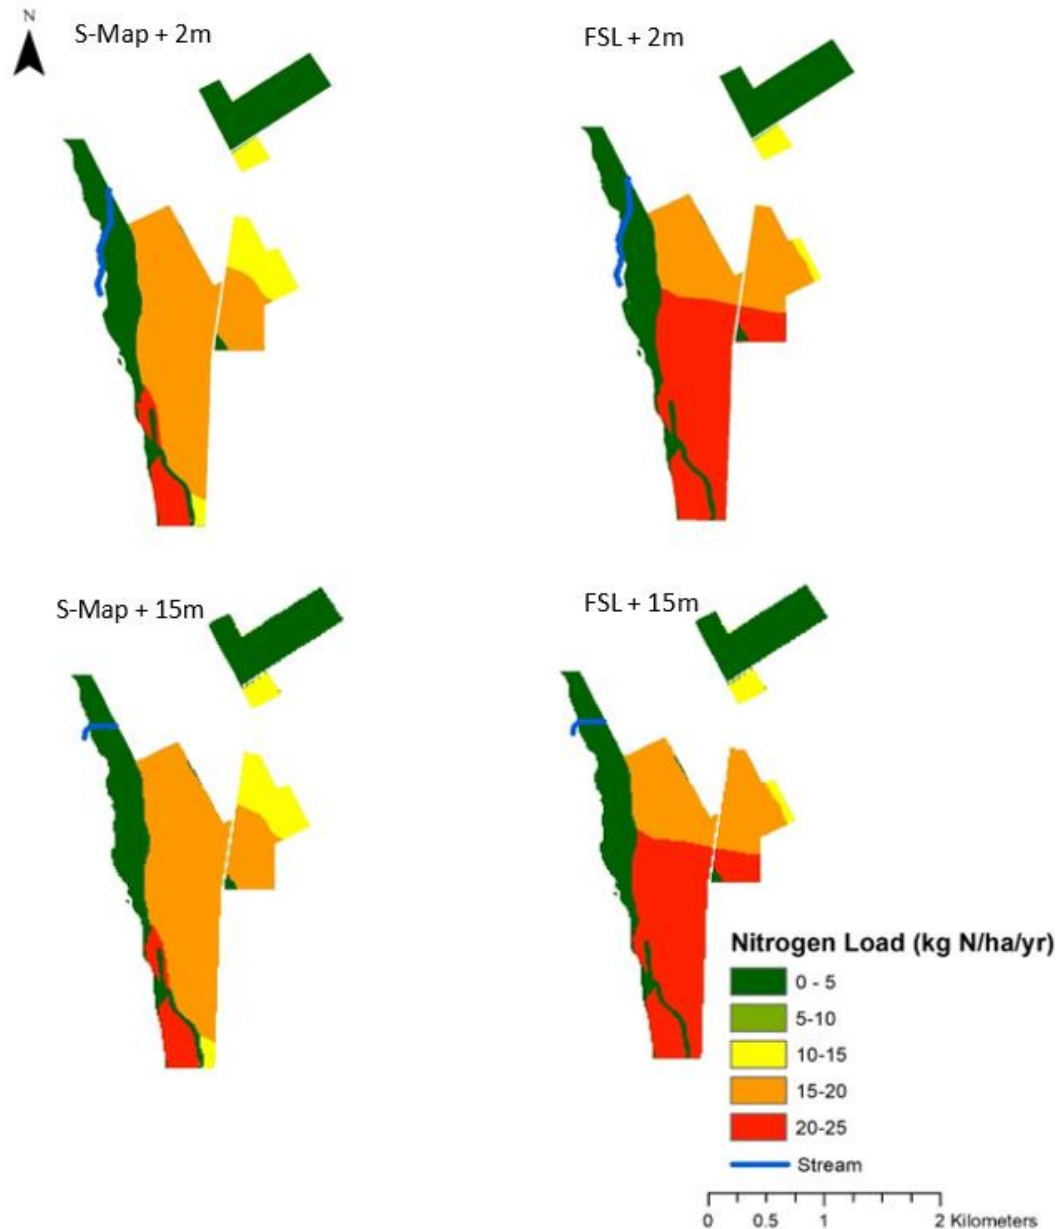 N
S-Map + 2m
FSL + 2m
S-Map + 15m
FSL + 15m
Nitrogen Load (kg N/ha/yr)
0 - 5
5-10
10-15
15-20
20-25
Stream
0 0.5 1 2 Kilometers